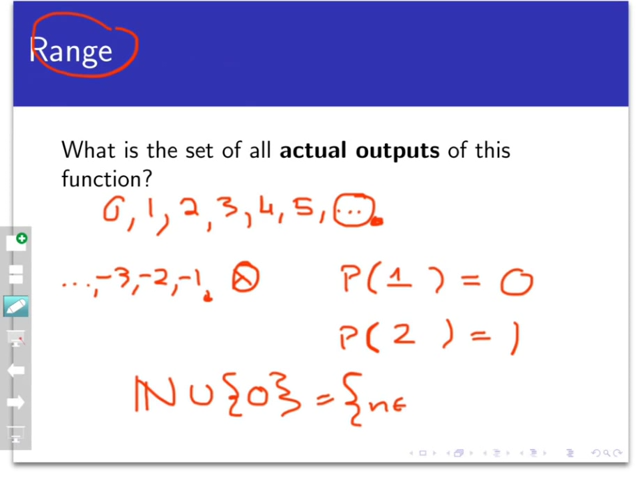 Range
What is the set of all actual outputs of this
function?
0, 1, 2, 3, 4, 5, ....
..., -3, -2, -1. ⊗
P(1) = 0
P(2) = 1
ℕ ∪ {0} = {n∈